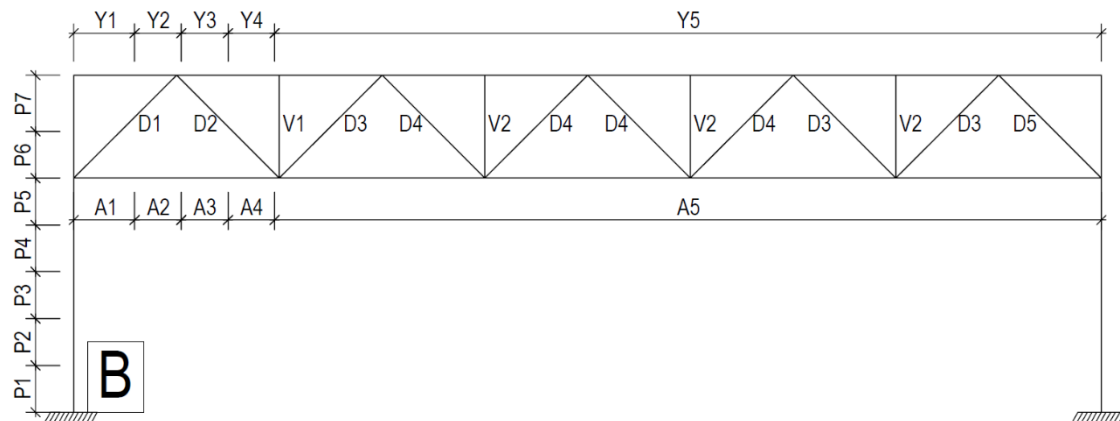 Y1 Y2 Y3 Y4 Y5
P7
D1 D2 V1 D3 D4 V2 D4 D4 V2 D4 D3 V2 D3 D5
P6
P5
A1 A2 A3 A4 A5
P4
P3
P2
B
P1